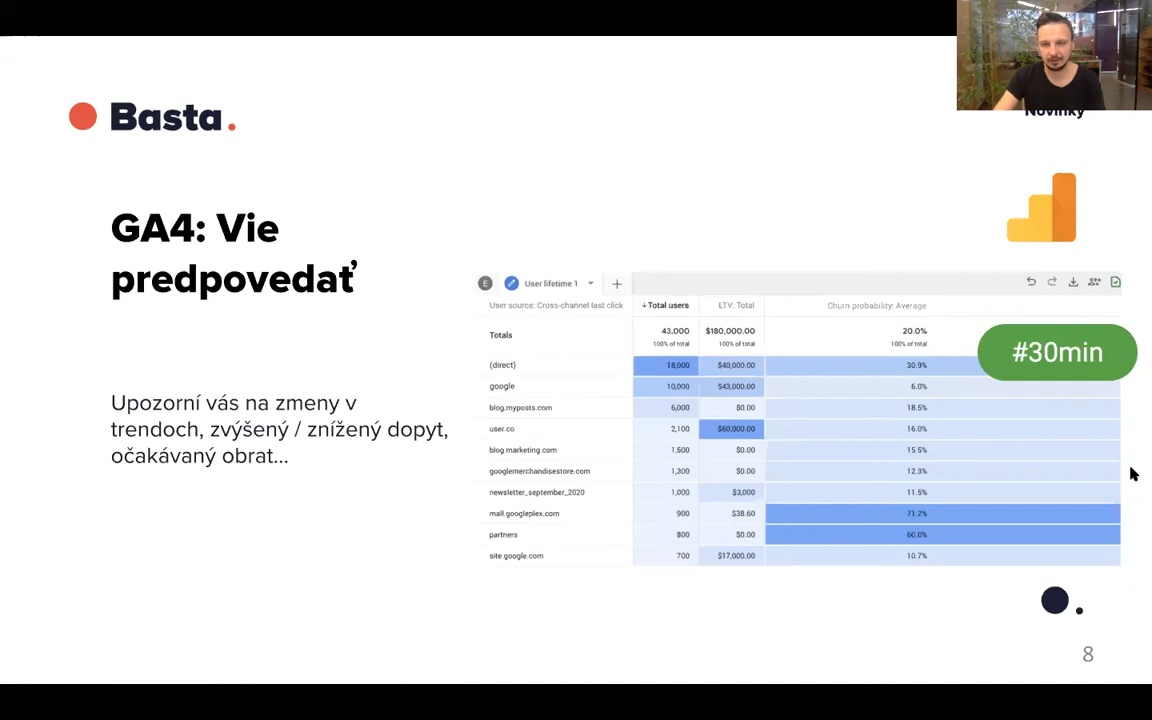 Novinky
Basta.
GA4: Vie
predpovedať
Upozorní vás na zmeny v
trendoch, zvýšený / znížený dopyt,
očakávaný obrat...
E User lifetime 1 +
User source: Cross-channel last click ↓Total users LTV: Total Churn probability: Average
Totals 43,000 $180,000.00 20.0%
100% of total 100% of total 100% of total
#30min
(direct) 18,000 $40,000.00 30.9%
google 10,000 $43,000.00 6.0%
blog.myposts.com 6,000 $0.00 18.5%
user.co 2,100 $60,000.00 16.0%
blog.marketing.com 1,500 $0.00 15.5%
googlemerchandisestore.com 1,300 $0.00 12.3%
newsletter_september_2020 1,000 $3,000 11.5%
mall.googleplex.com 900 $38.60 71.2%
partners 800 $0.00 60.0%
site.google.com 700 $17,000.00 10.7%
8